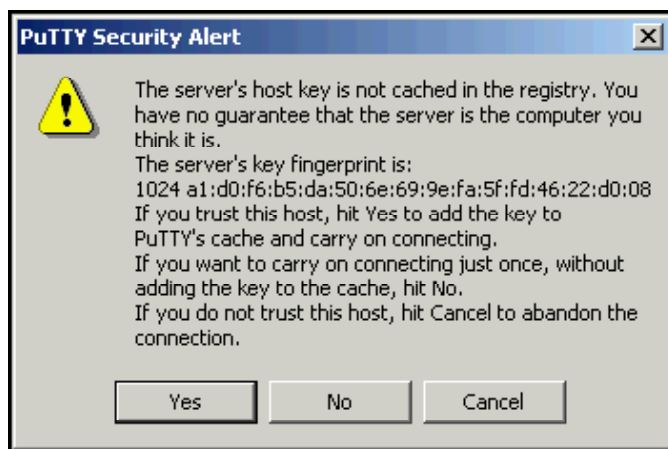 PuTTY Security Alert
The server's host key is not cached in the registry. You
have no guarantee that the server is the computer you
think it is.
The server's key fingerprint is:
1024 a1:d0:f6:b5:da:50:6e:69:9e:fa:5f:fd:46:22:d0:08
If you trust this host, hit Yes to add the key to
PuTTY's cache and carry on connecting.
If you want to carry on connecting just once, without
adding the key to the cache, hit No.
If you do not trust this host, hit Cancel to abandon the
connection.
Yes
No
Cancel